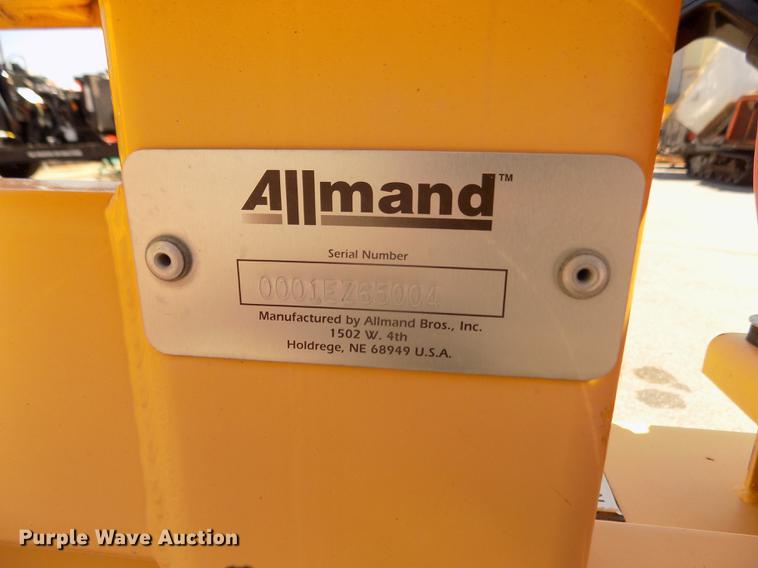 Allmand™
Serial Number
0001EZ65004
Manufactured by Allmand Bros., Inc.
1502 W. 4th
Holdrege, NE 68949 U.S.A.
Purple Wave Auction